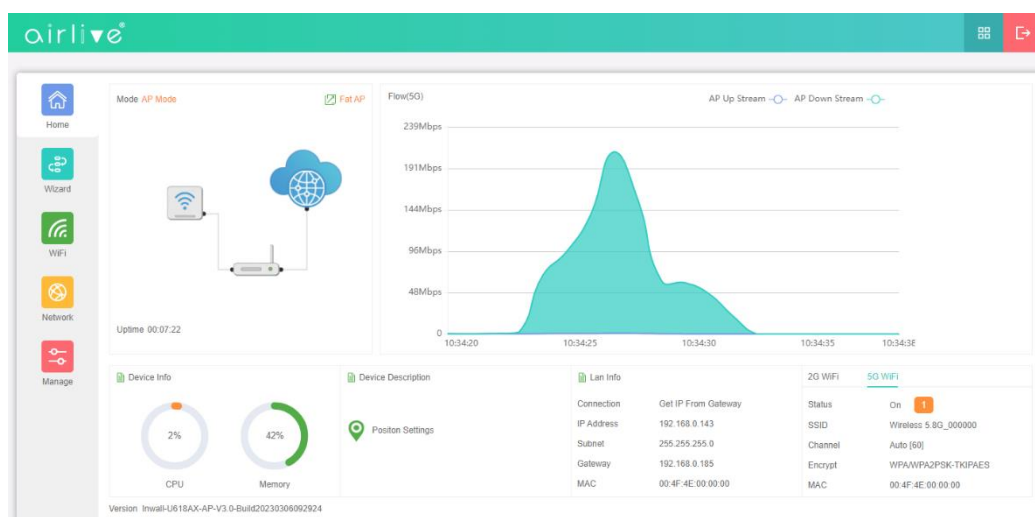 airlive®
Home
Wizard
WiFi
Network
Manage
Mode AP Mode
Fat AP
Uptime 00:07:22
Flow(5G)
AP Up Stream
AP Down Stream
239Mbps
191Mbps
144Mbps
96Mbps
48Mbps
0
10:34:20
10:34:25
10:34:30
10:34:35
10:34:38
Device Info
2%
CPU
42%
Memory
Device Description
Positon Settings
Lan Info
Connection Get IP From Gateway
IP Address 192.168.0.143
Subnet 255.255.255.0
Gateway 192.168.0.185
MAC 00:4F:4E:00:00:00
2G WiFi 5G WiFi
Status On 1
SSID Wireless 5.8G_000000
Channel Auto [60]
Encrypt WPA/WPA2PSK-TKIPAES
MAC 00:4F:4E:00:00:00
Version Inwall-U618AX-AP-V3.0-Build20230306092924